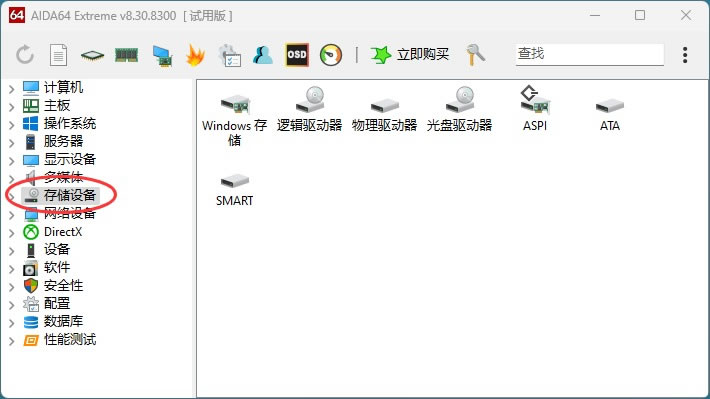 64 AIDA64 Extreme v8.30.8300 [ 试用版 ]
OSD
立即购买
查找
计算机
主板
操作系统
服务器
显示设备
多媒体
存储设备
网络设备
DirectX
设备
软件
安全性
配置
数据库
性能测试
Windows 存
储
逻辑驱动器
物理驱动器
光盘驱动器
ASPI
ATA
SMART